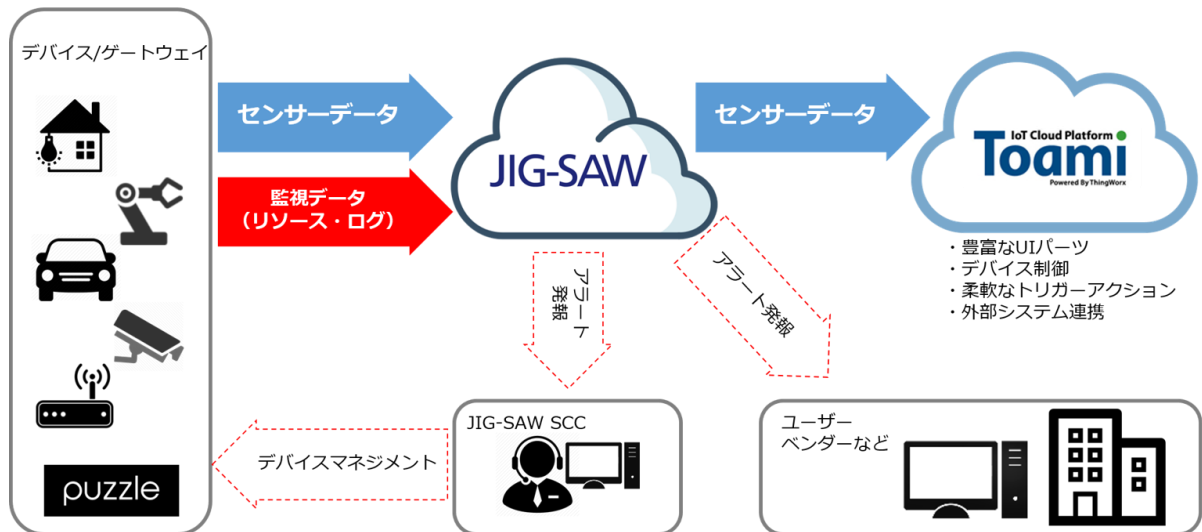 デバイス/ゲートウェイ
センサーデータ
監視データ
（リソース・ログ）
JIG-SAW
センサーデータ
IoT Cloud Platform
Toami
Powered By ThingWorx
・豊富なUIパーツ
・デバイス制御
・柔軟なトリガーアクション
・外部システム連携
アラート
発報
アラート発報
JIG-SAW SCC
ユーザー
ベンダーなど
デバイスマネジメント
puzzle